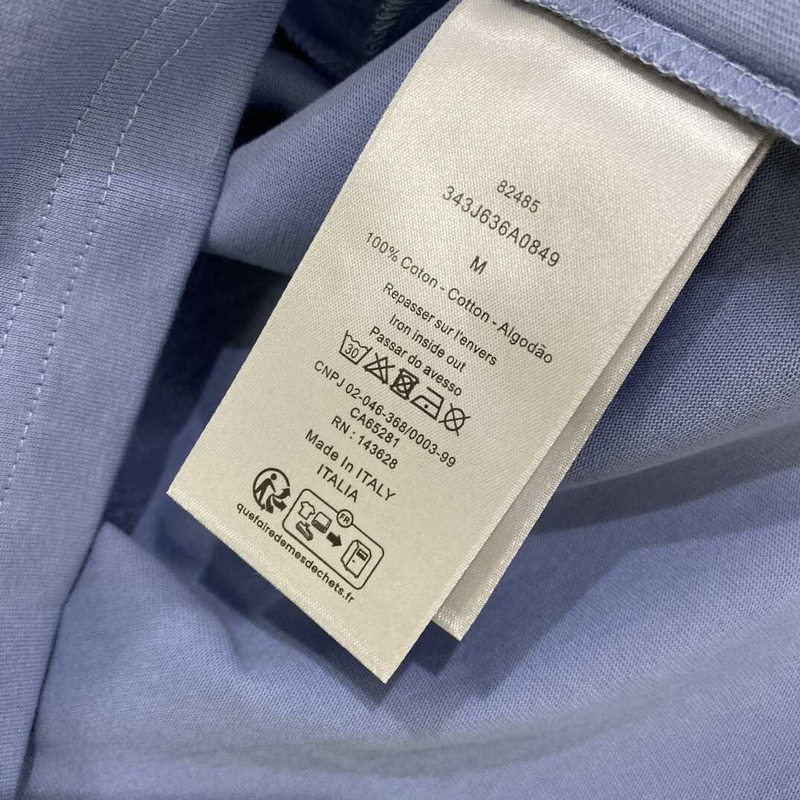 82485
343J636A0849
M
100% Coton - Cotton - Algodão
Repasser sur l'envers
Iron inside out
Passar do avesso
30
CNPJ 02-046-368/0003-99
CA65281
RN : 143628
Made In ITALY
ITALIA
FR
quefairedemesdechets.fr